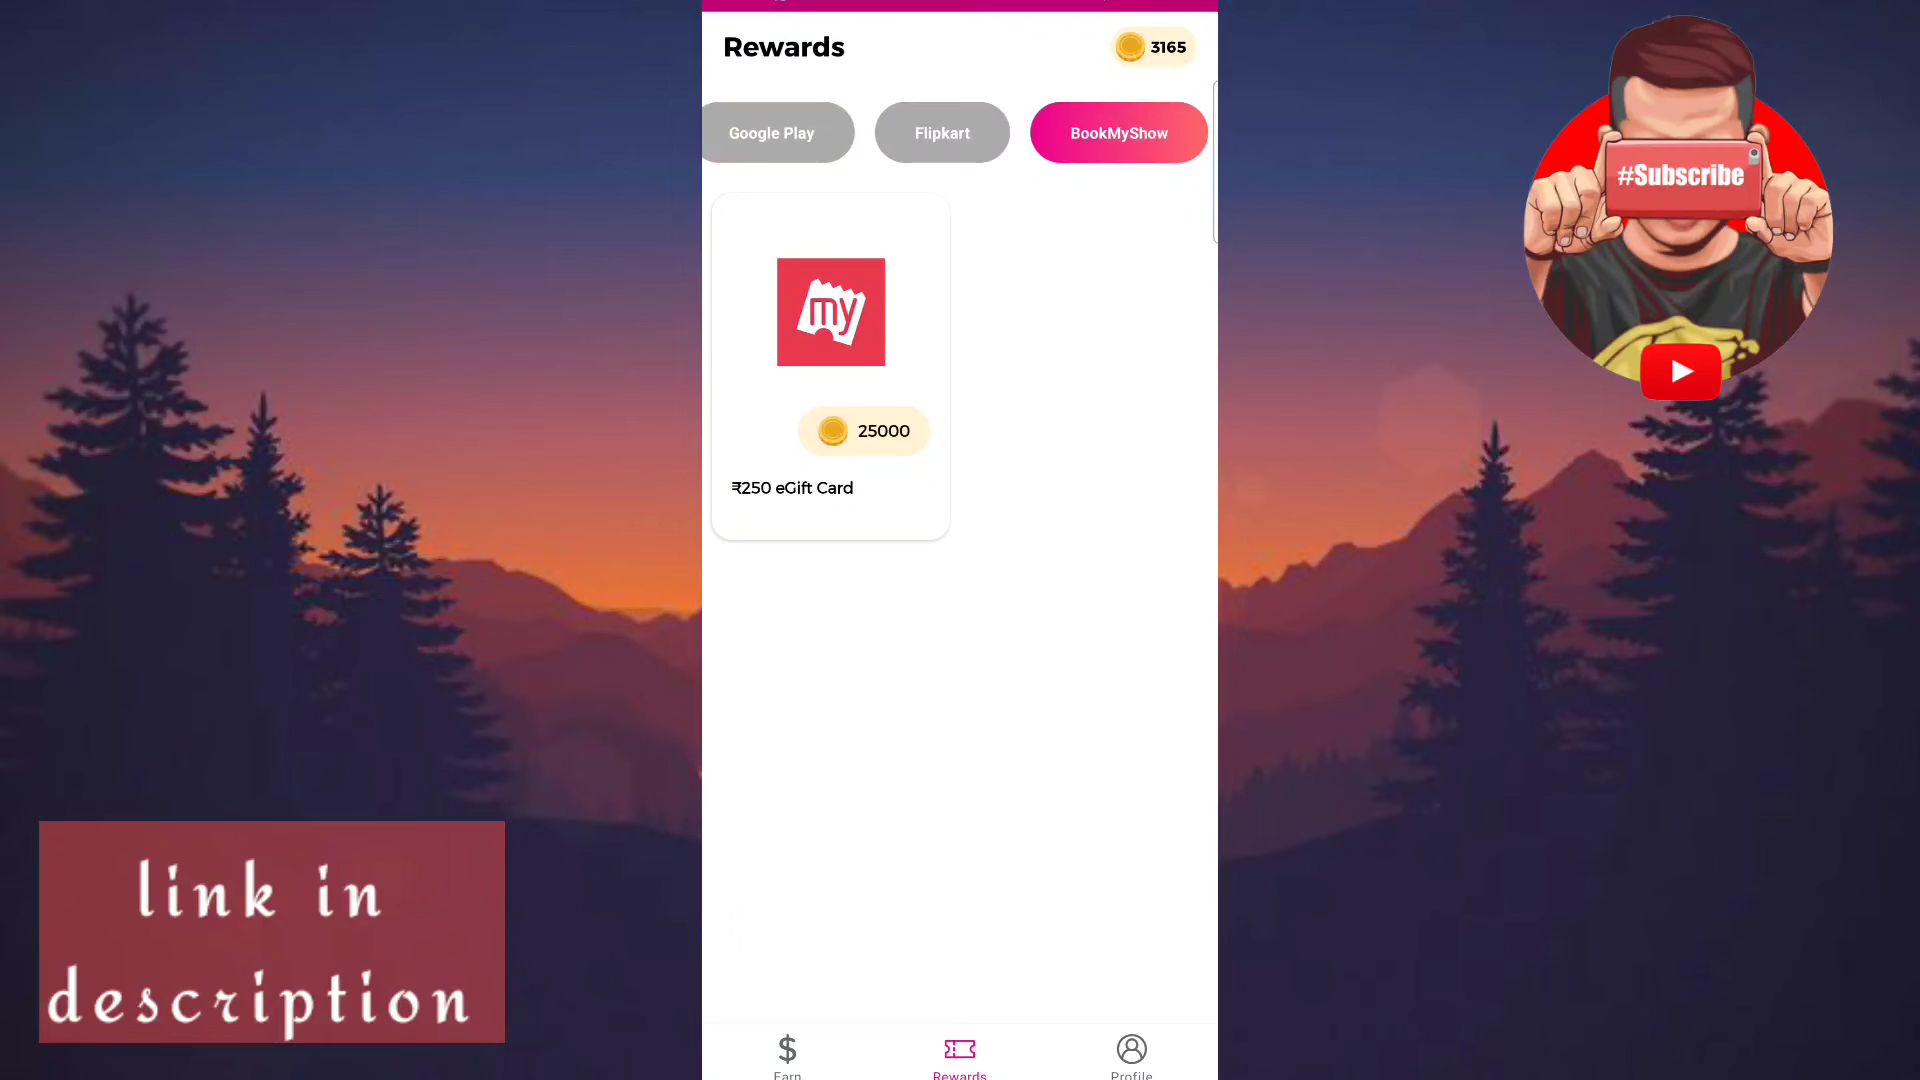 Rewards
3165
Google Play
Flipkart
BookMyShow
my
25000
₹250 eGift Card
Earn
Rewards
Profile
#Subscribe
link in
description